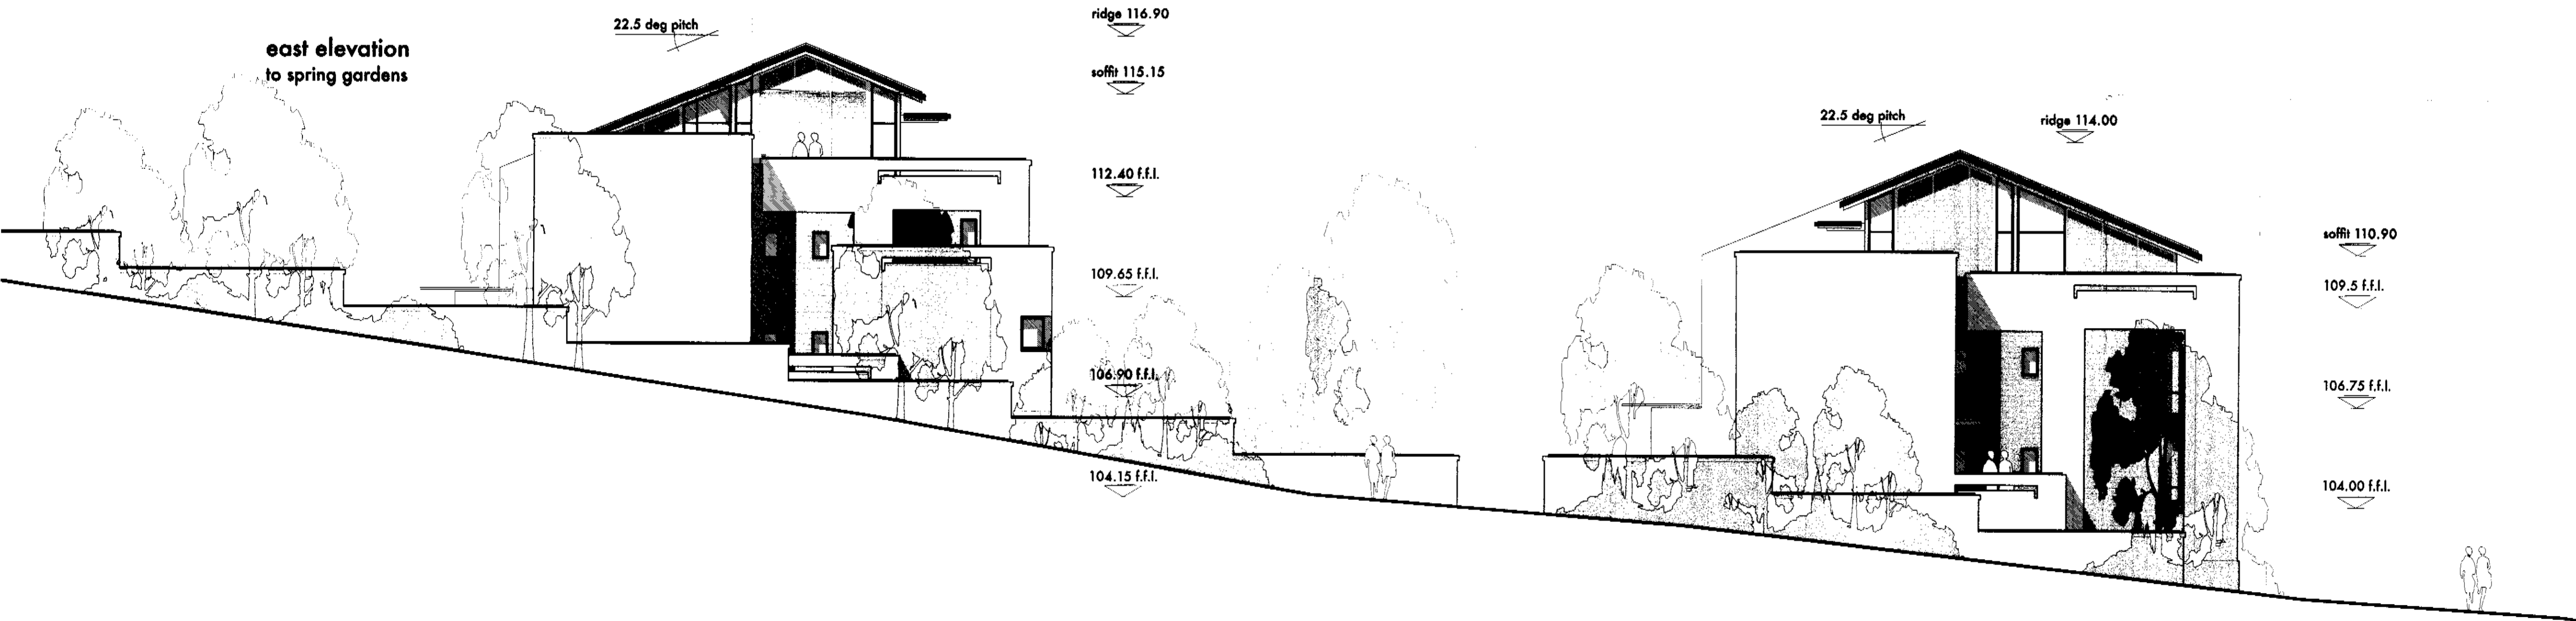 east elevation
to spring gardens
22.5 deg pitch
ridge 116.90
soffit 115.15
112.40 f.f.l.
109.65 f.f.l.
106.90 f.f.l.
104.15 f.f.l.
22.5 deg pitch
ridge 114.00
soffit 110.90
109.5 f.f.l.
106.75 f.f.l.
104.00 f.f.l.